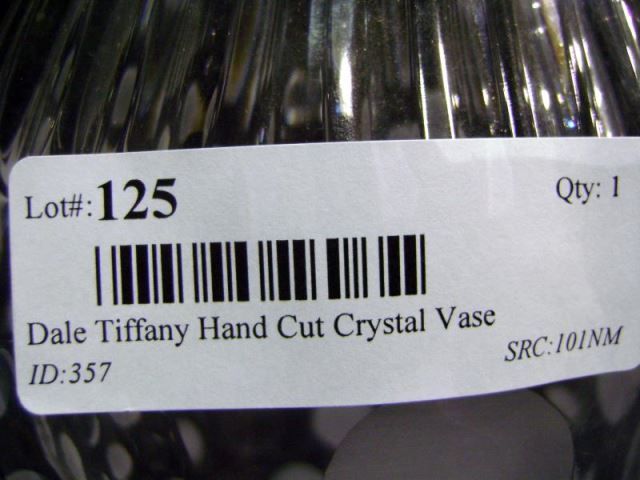 Lot#: 125 Qty: 1
Dale Tiffany Hand Cut Crystal Vase
ID:357 SRC:101NM